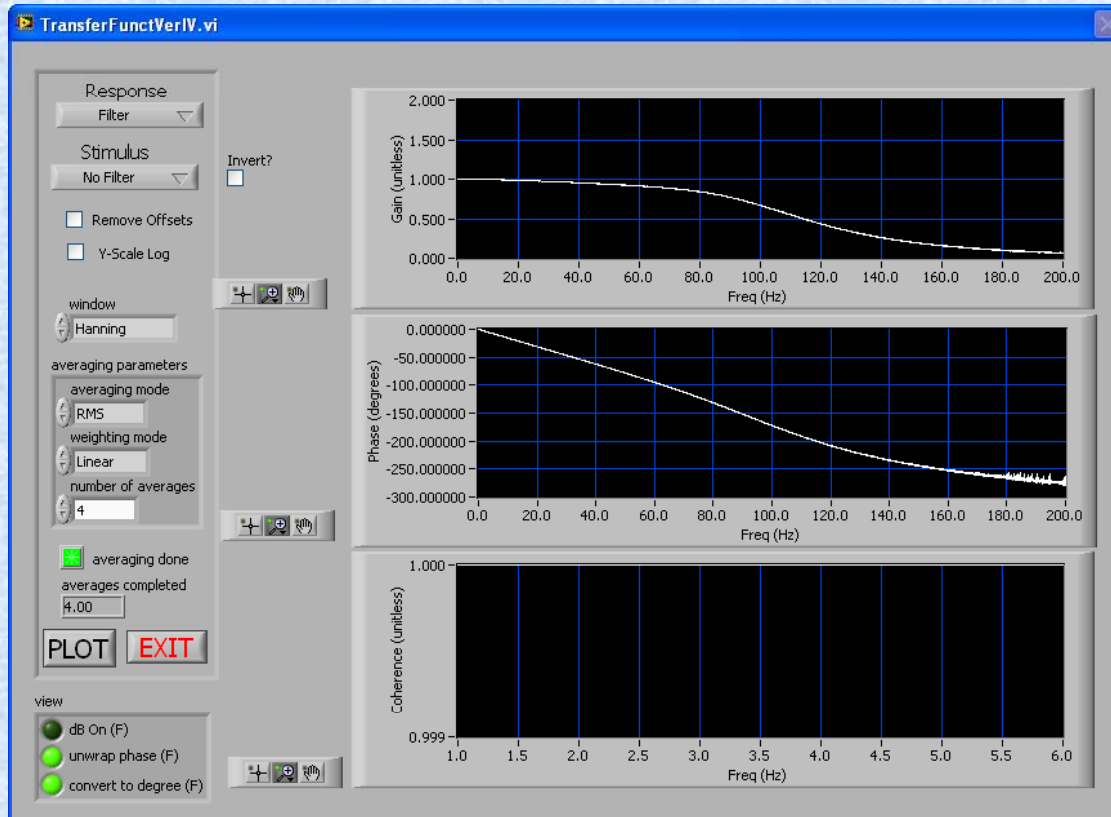 TransferFunctVerIV.vi
Response
Filter
Stimulus
No Filter
Invert?
Remove Offsets
Y-Scale Log
window
Hanning
averaging parameters
averaging mode
RMS
weighting mode
Linear
number of averages
4
averaging done
averages completed
4.00
PLOT EXIT
view
dB On (F)
unwrap phase (F)
convert to degree (F)
Gain (unitless)
2.000
1.500
1.000
0.500
0.000
0.0 20.0 40.0 60.0 80.0 100.0 120.0 140.0 160.0 180.0 200.0
Freq (Hz)
Phase (degrees)
0.000000
-50.000000
-100.000000
-150.000000
-200.000000
-250.000000
-300.000000
0.0 20.0 40.0 60.0 80.0 100.0 120.0 140.0 160.0 180.0 200.0
Freq (Hz)
Coherence (unitless)
1.000
0.999
1.0 1.5 2.0 2.5 3.0 3.5 4.0 4.5 5.0 5.5 6.0
Freq (Hz)